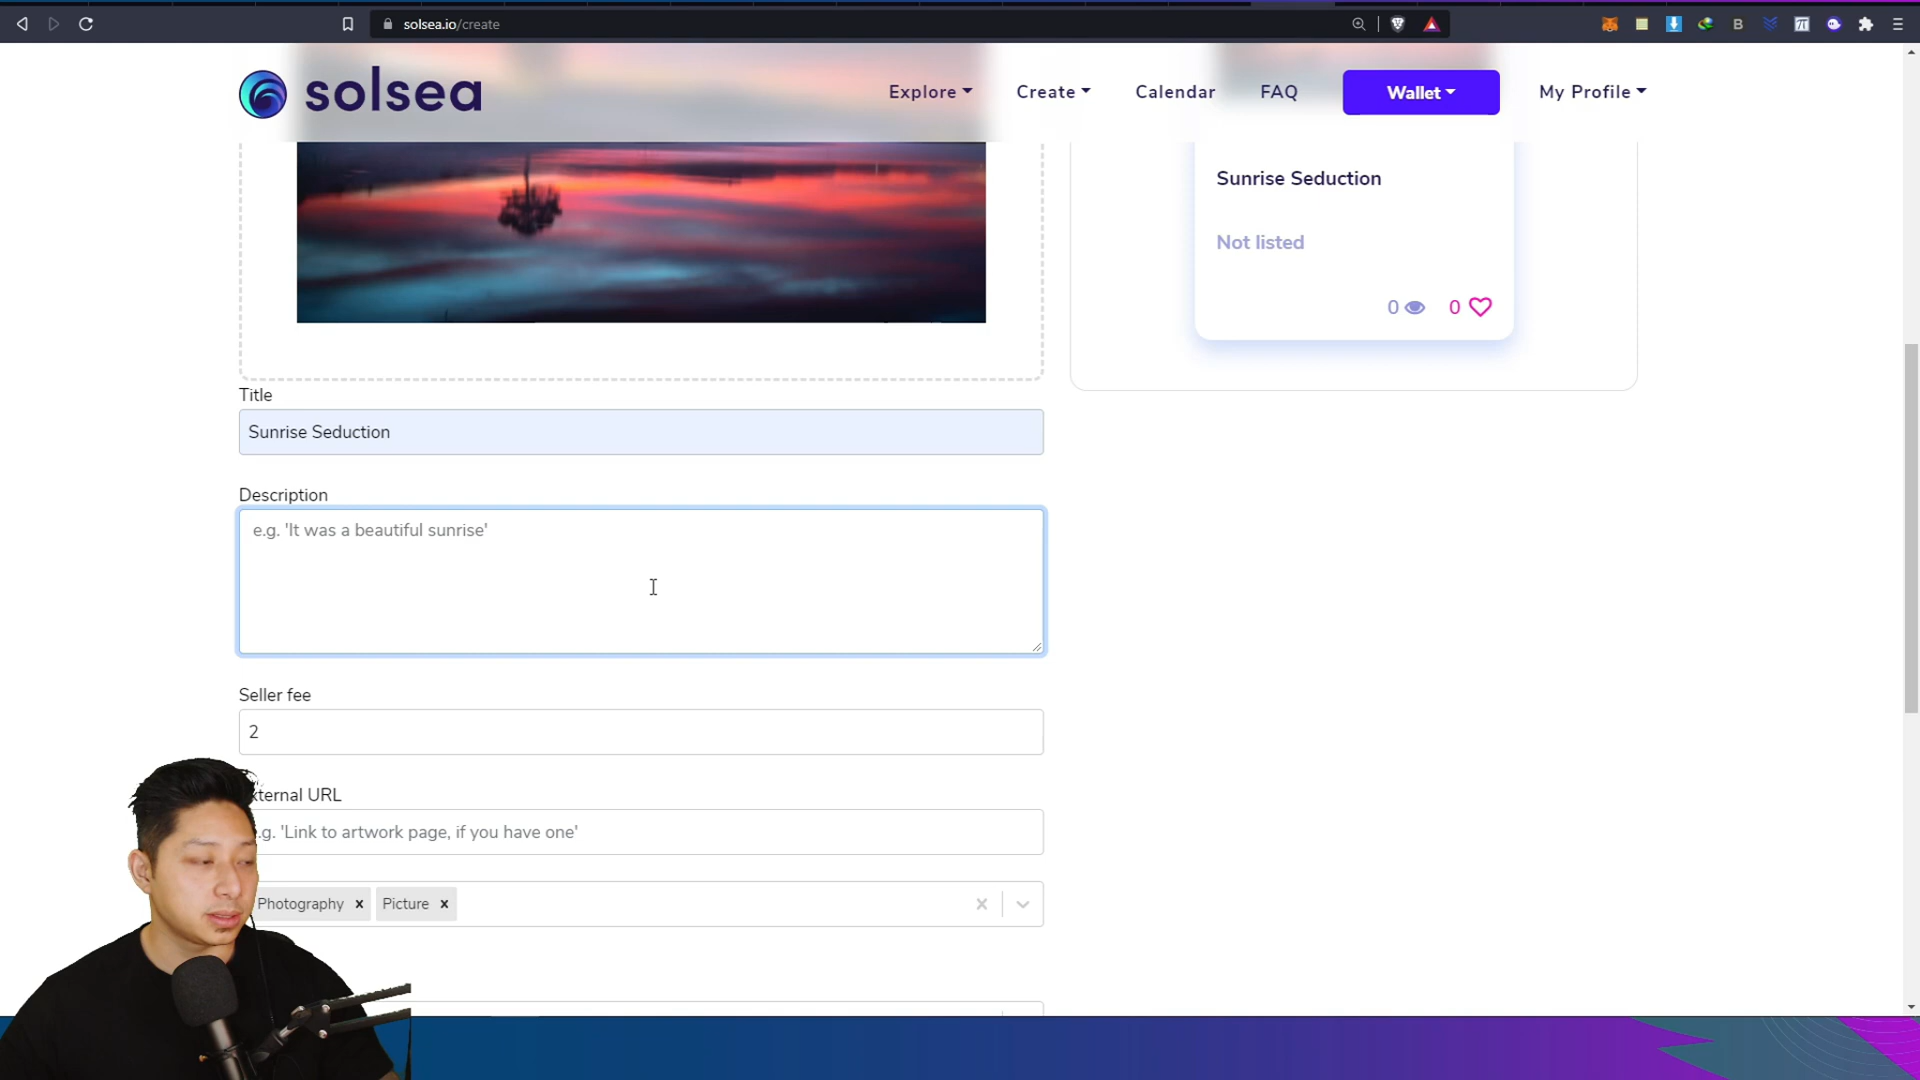 solsea.io/create
solsea
Explore
Create
Calendar
FAQ
Wallet
My Profile
Sunrise Seduction
Not listed
0
0
Title
Sunrise Seduction
Description
e.g. 'It was a beautiful sunrise'
Seller fee
2
xternal URL
.g. 'Link to artwork page, if you have one'
Photography x
Picture x